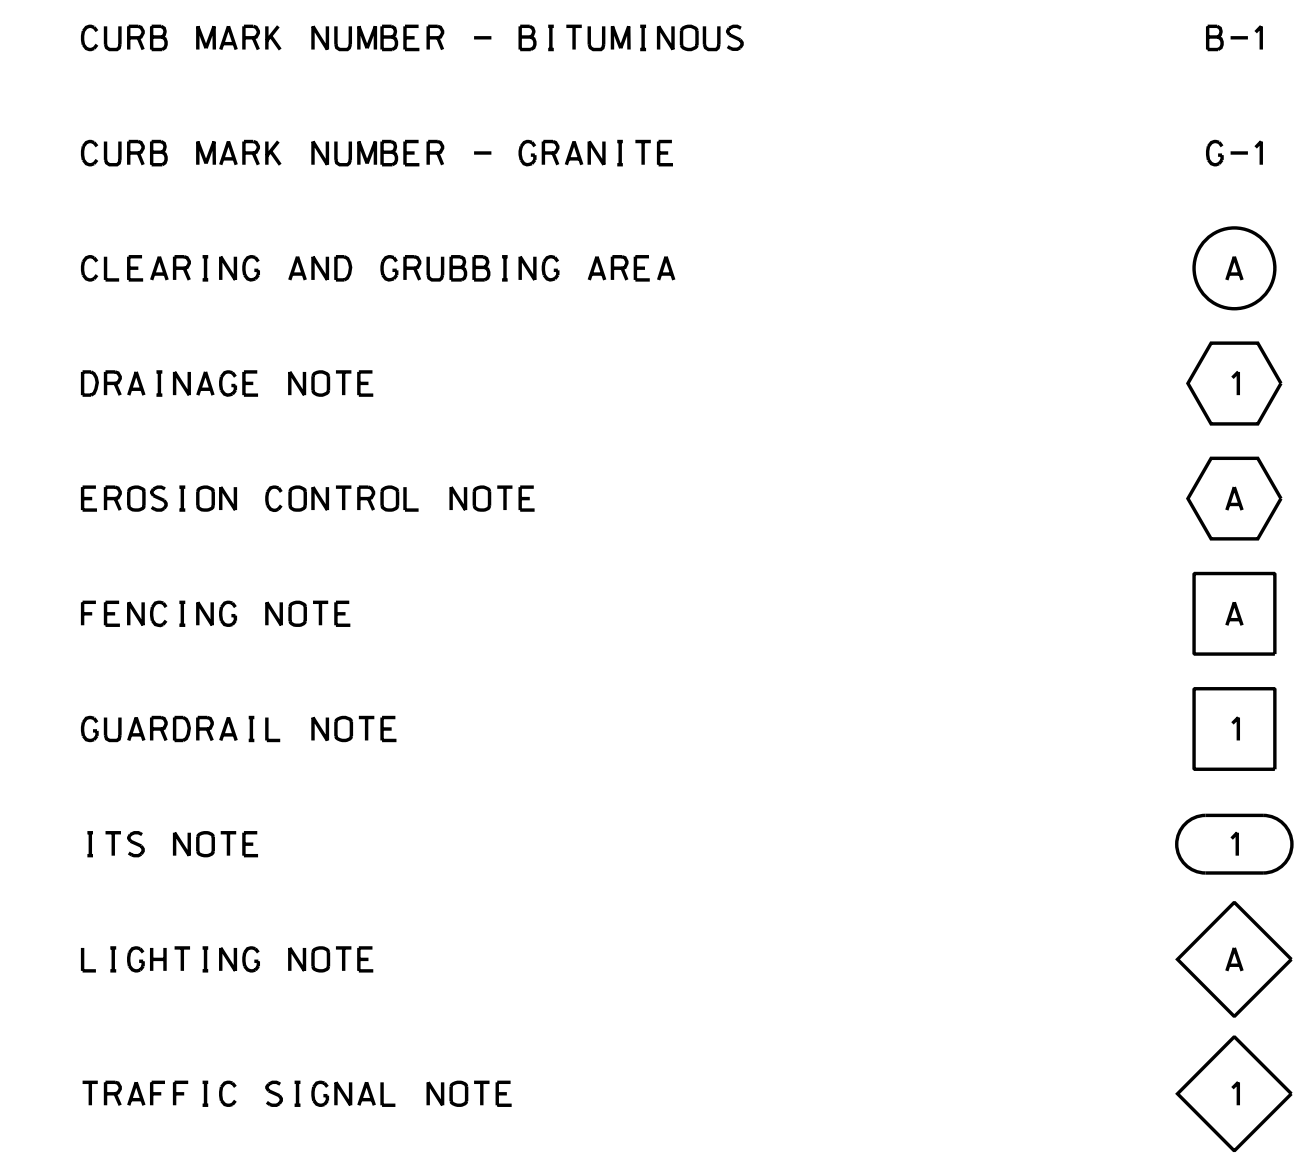 CURB MARK NUMBER - BITUMINOUS B-1
CURB MARK NUMBER - GRANITE G-1
CLEARING AND GRUBBING AREA A
DRAINAGE NOTE 1
EROSION CONTROL NOTE A
FENCING NOTE A
GUARDRAIL NOTE 1
ITS NOTE 1
LIGHTING NOTE A
TRAFFIC SIGNAL NOTE 1